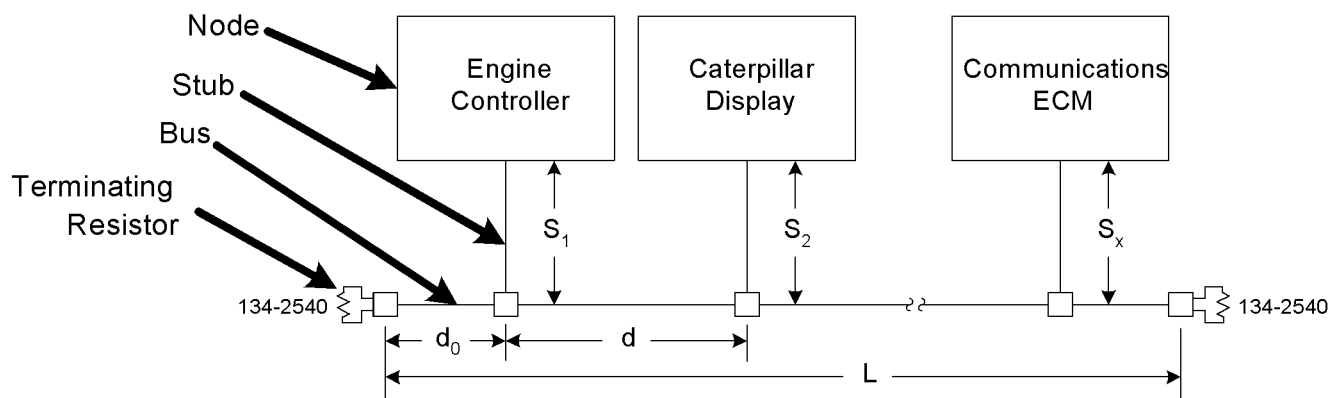 Node
Stub
Bus
Terminating
Resistor
Engine
Controller
Caterpillar
Display
Communications
ECM
S1
S2
Sx
134-2540
134-2540
d0
d
L